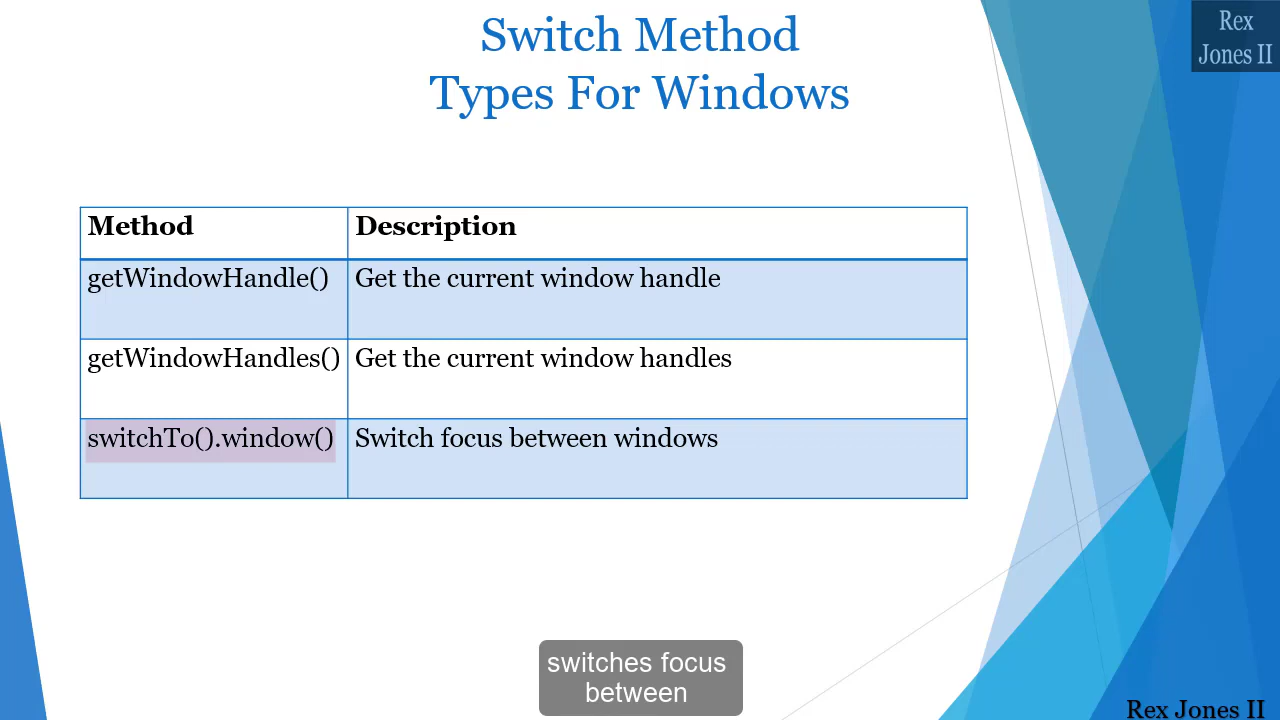 Switch Method
Types For Windows
Rex
Jones II
Method Description
getWindowHandle() Get the current window handle
getWindowHandles() Get the current window handles
switchTo().window() Switch focus between windows
switches focus
between
Rex Jones II